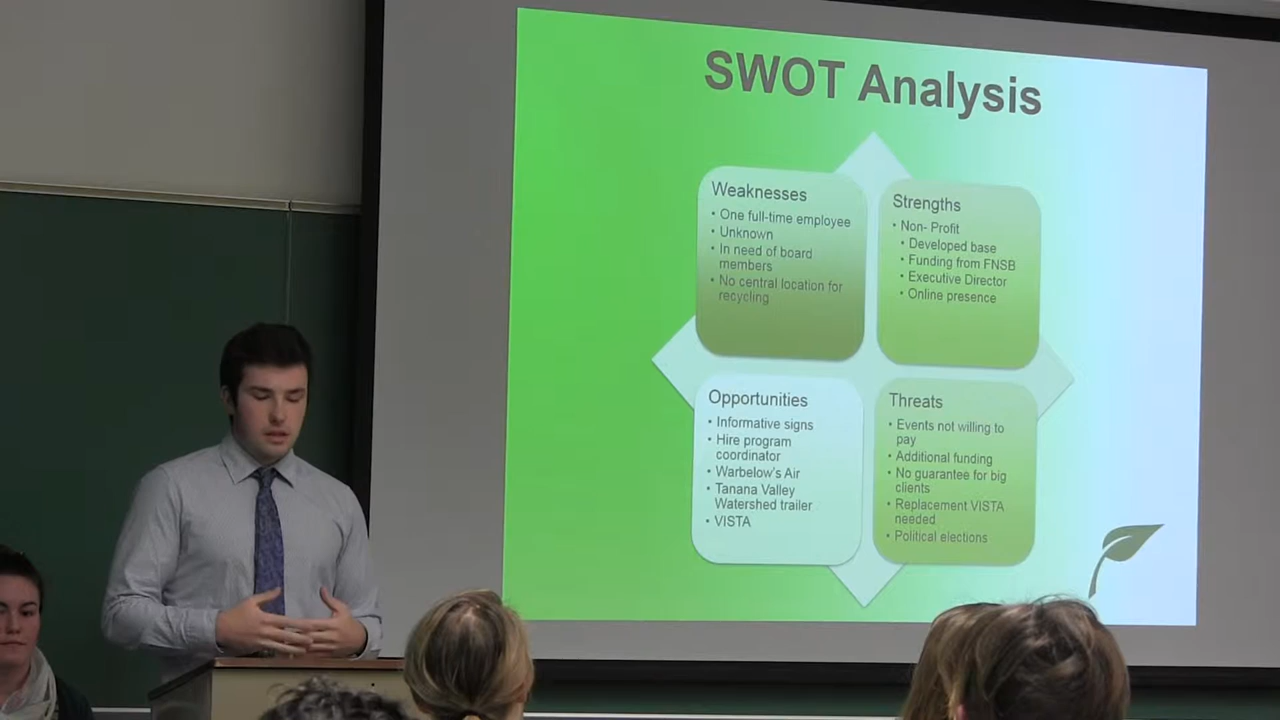 SWOT Analysis
Weaknesses
• One full-time employee
• Unknown
• In need of board
members
• No central location for
recycling
Strengths
• Non- Profit
• Developed base
• Funding from FNSB
• Executive Director
• Online presence
Opportunities
• Informative signs
• Hire program
coordinator
• Warbelow's Air
• Tanana Valley
Watershed trailer
• VISTA
Threats
• Events not willing to
pay
• Additional funding
• No guarantee for big
clients
• Replacement VISTA
needed
• Political elections